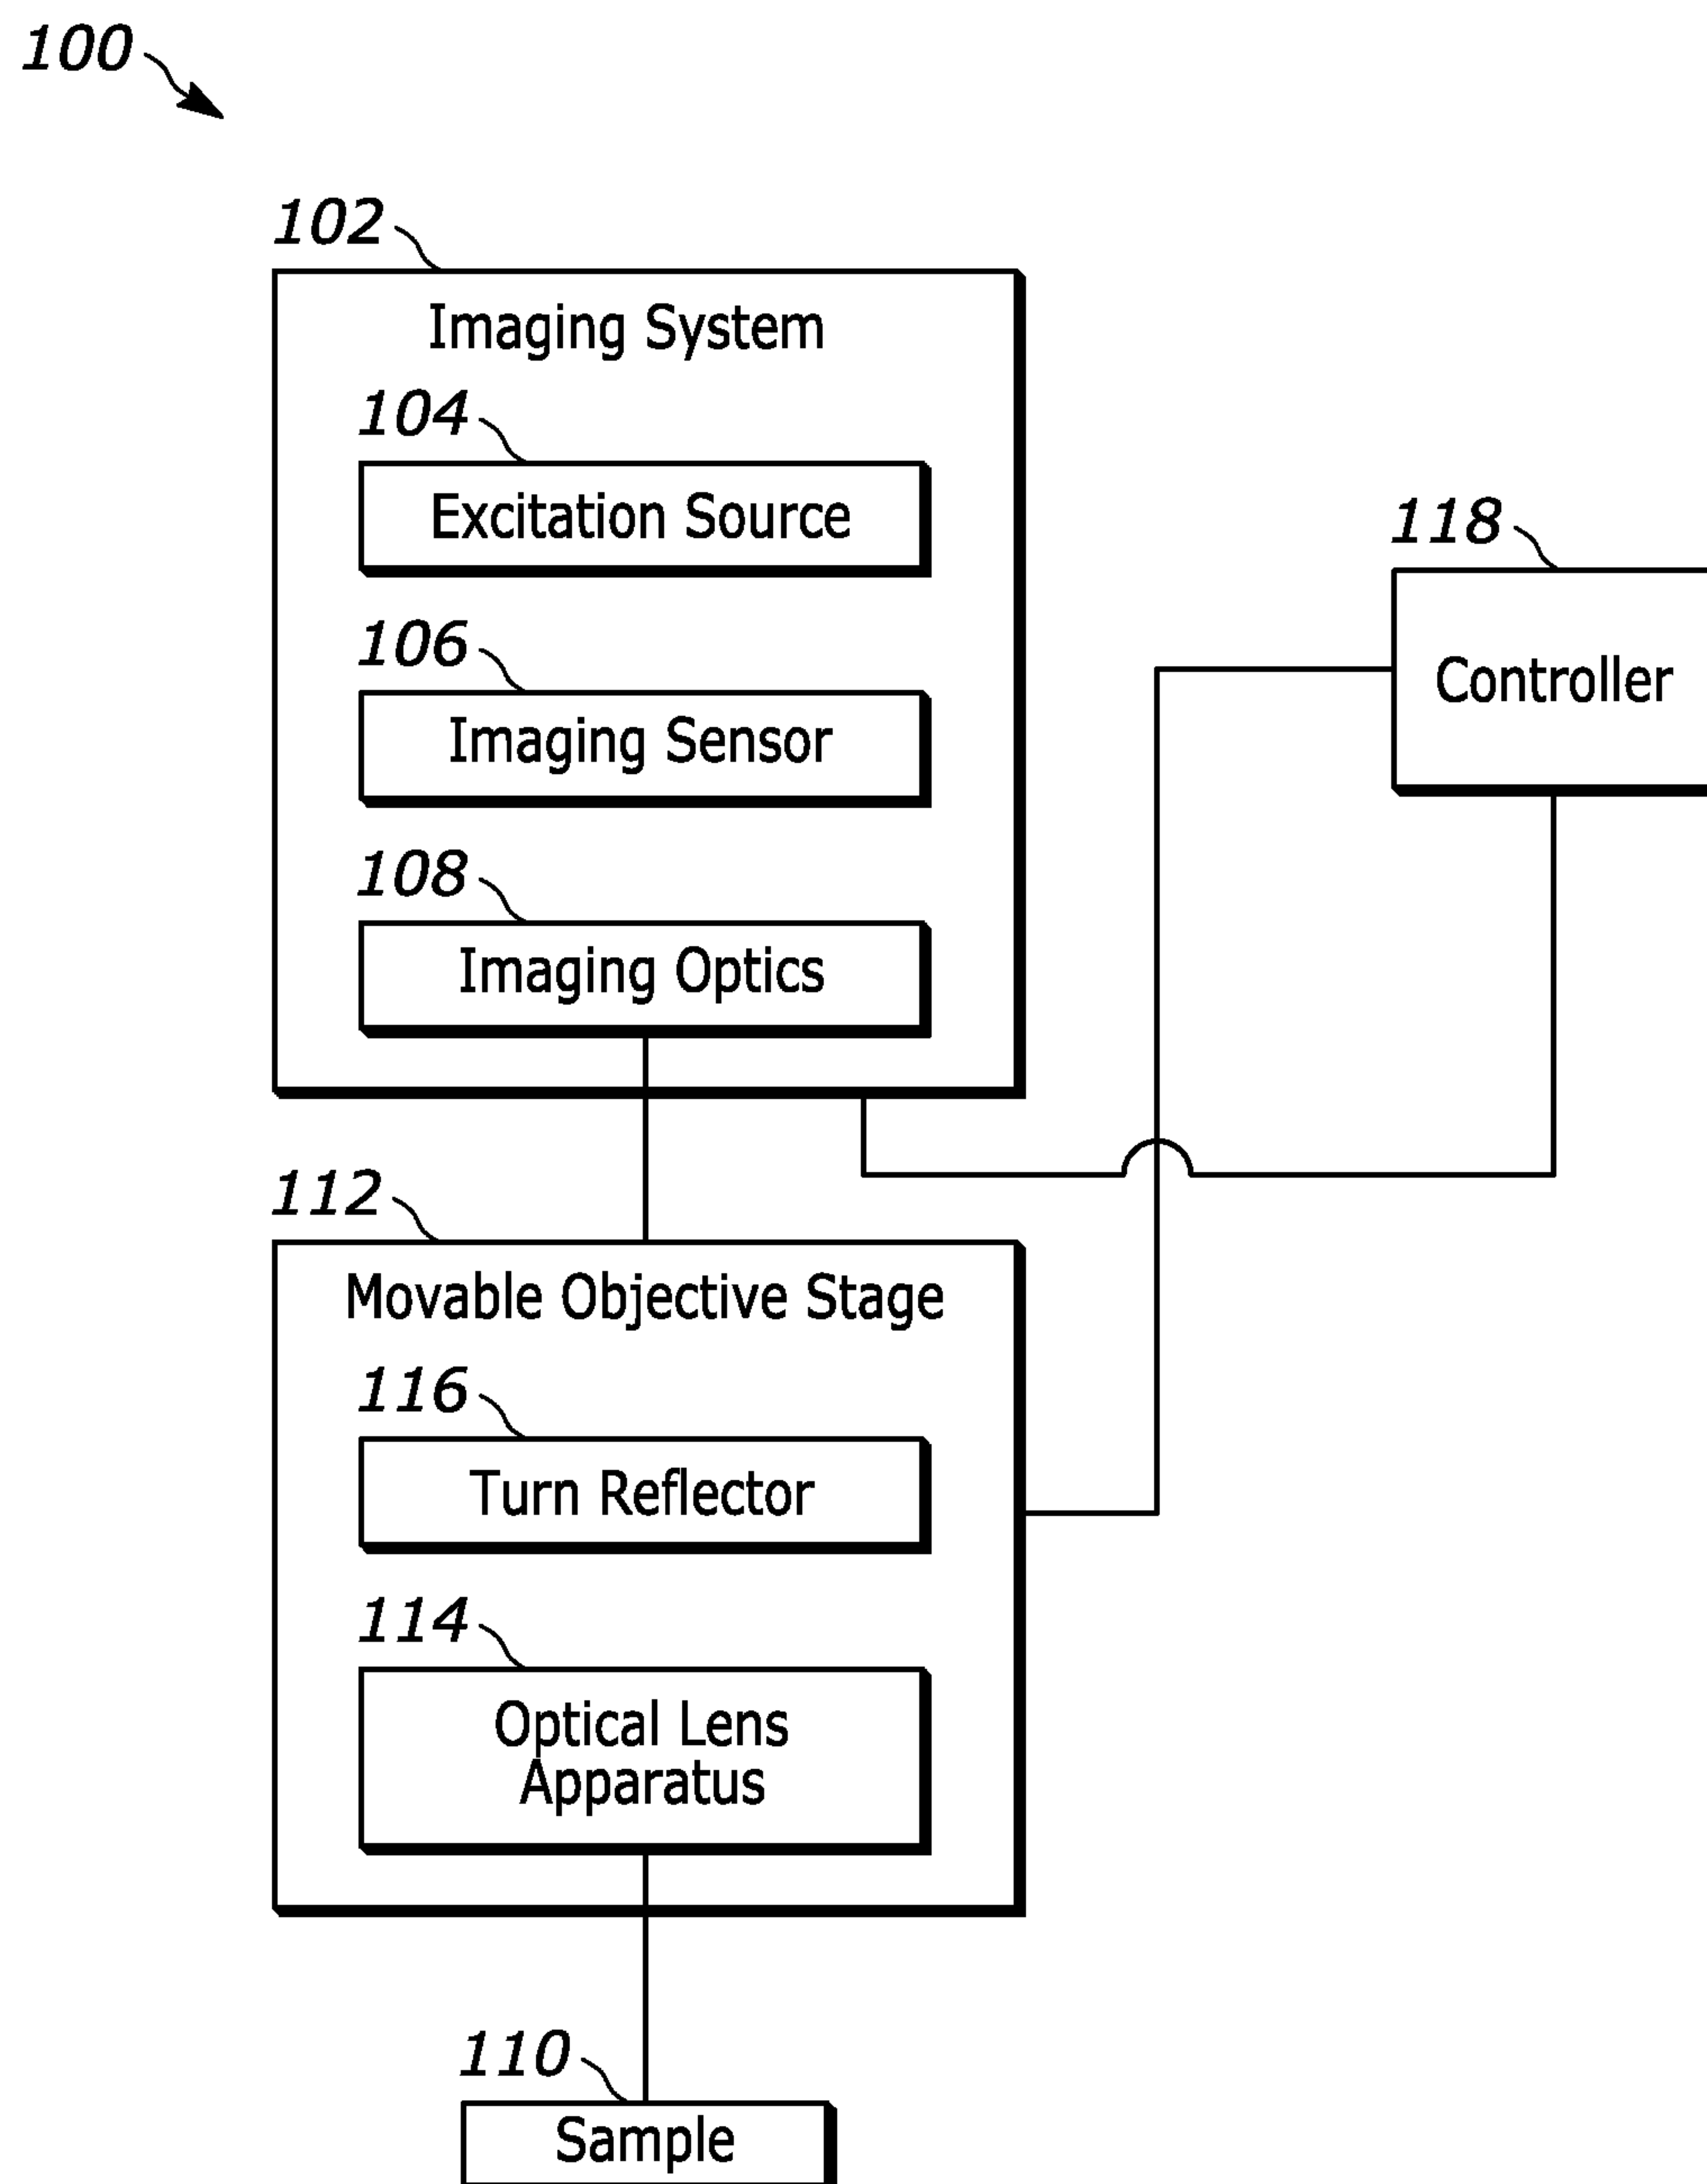 100
102
Imaging System
104
Excitation Source
106
Imaging Sensor
108
Imaging Optics
118
Controller
112
Movable Objective Stage
116
Turn Reflector
114
Optical Lens
Apparatus
110
Sample